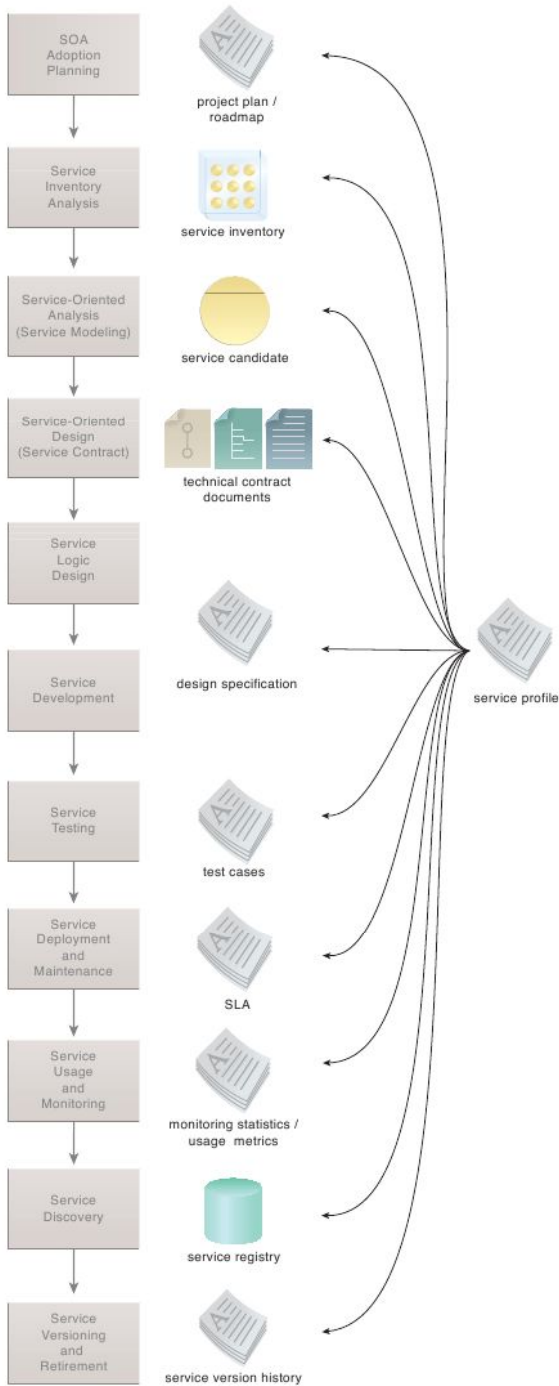 SOA
Adoption
Planning
project plan /
roadmap
Service
Inventory
Analysis
service inventory
Service-Oriented
Analysis
(Service Modeling)
service candidate
Service-Oriented
Design
(Service Contract)
technical contract
documents
Service
Logic
Design
Service
Development
design specification
service profile
Service
Testing
test cases
Service
Deployment
and
Maintenance
SLA
Service
Usage
and
Monitoring
monitoring statistics /
usage metrics
Service
Discovery
service registry
Service
Versioning
and
Retirement
service version history